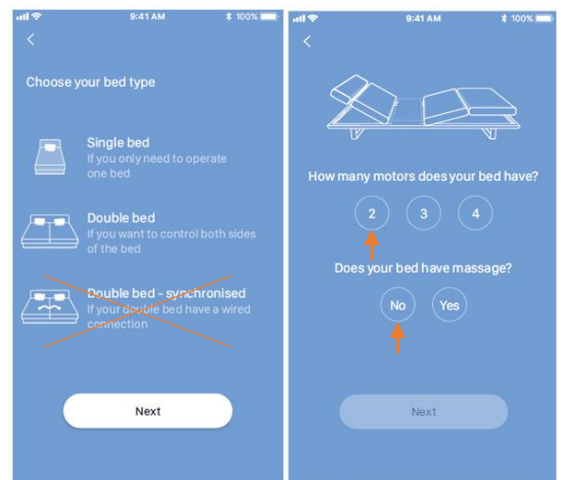 9:41 AM
100%
Choose your bed type
Single bed
If you only need to operate
one bed
Double bed
If you want to control both sides
of the bed
Double bed - synchronised
If your double bed have a wired
connection
Next
9:41 AM
100%
How many motors does your bed have?
2 3 4
Does your bed have massage?
No Yes
Next